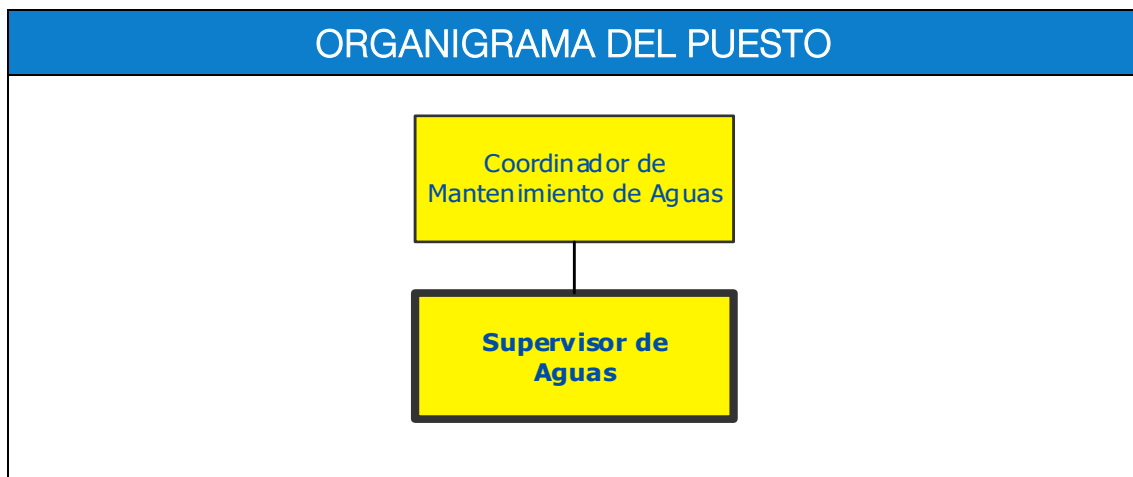 ORGANIGRAMA DEL PUESTO
Coordinador de
Mantenimiento de Aguas
Supervisor de
Aguas